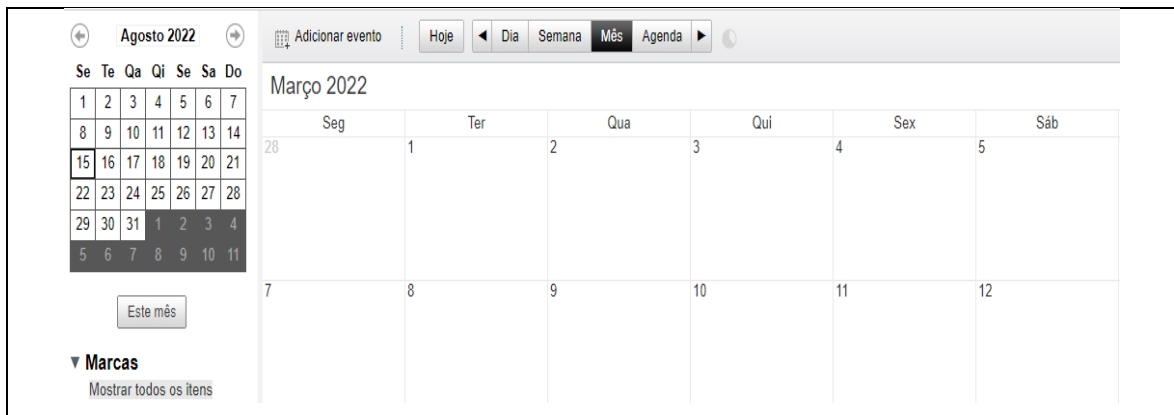 Agosto 2022
Se Te Qa Qi Se Sa Do
1 2 3 4 5 6 7
8 9 10 11 12 13 14
15 16 17 18 19 20 21
22 23 24 25 26 27 28
29 30 31 1 2 3 4
5 6 7 8 9 10 11
Este mês
Marcas
Mostrar todos os itens
Adicionar evento Hoje Dia Semana Mês Agenda
Março 2022
Seg Ter Qua Qui Sex Sáb
28 1 2 3 4 5
7 8 9 10 11 12